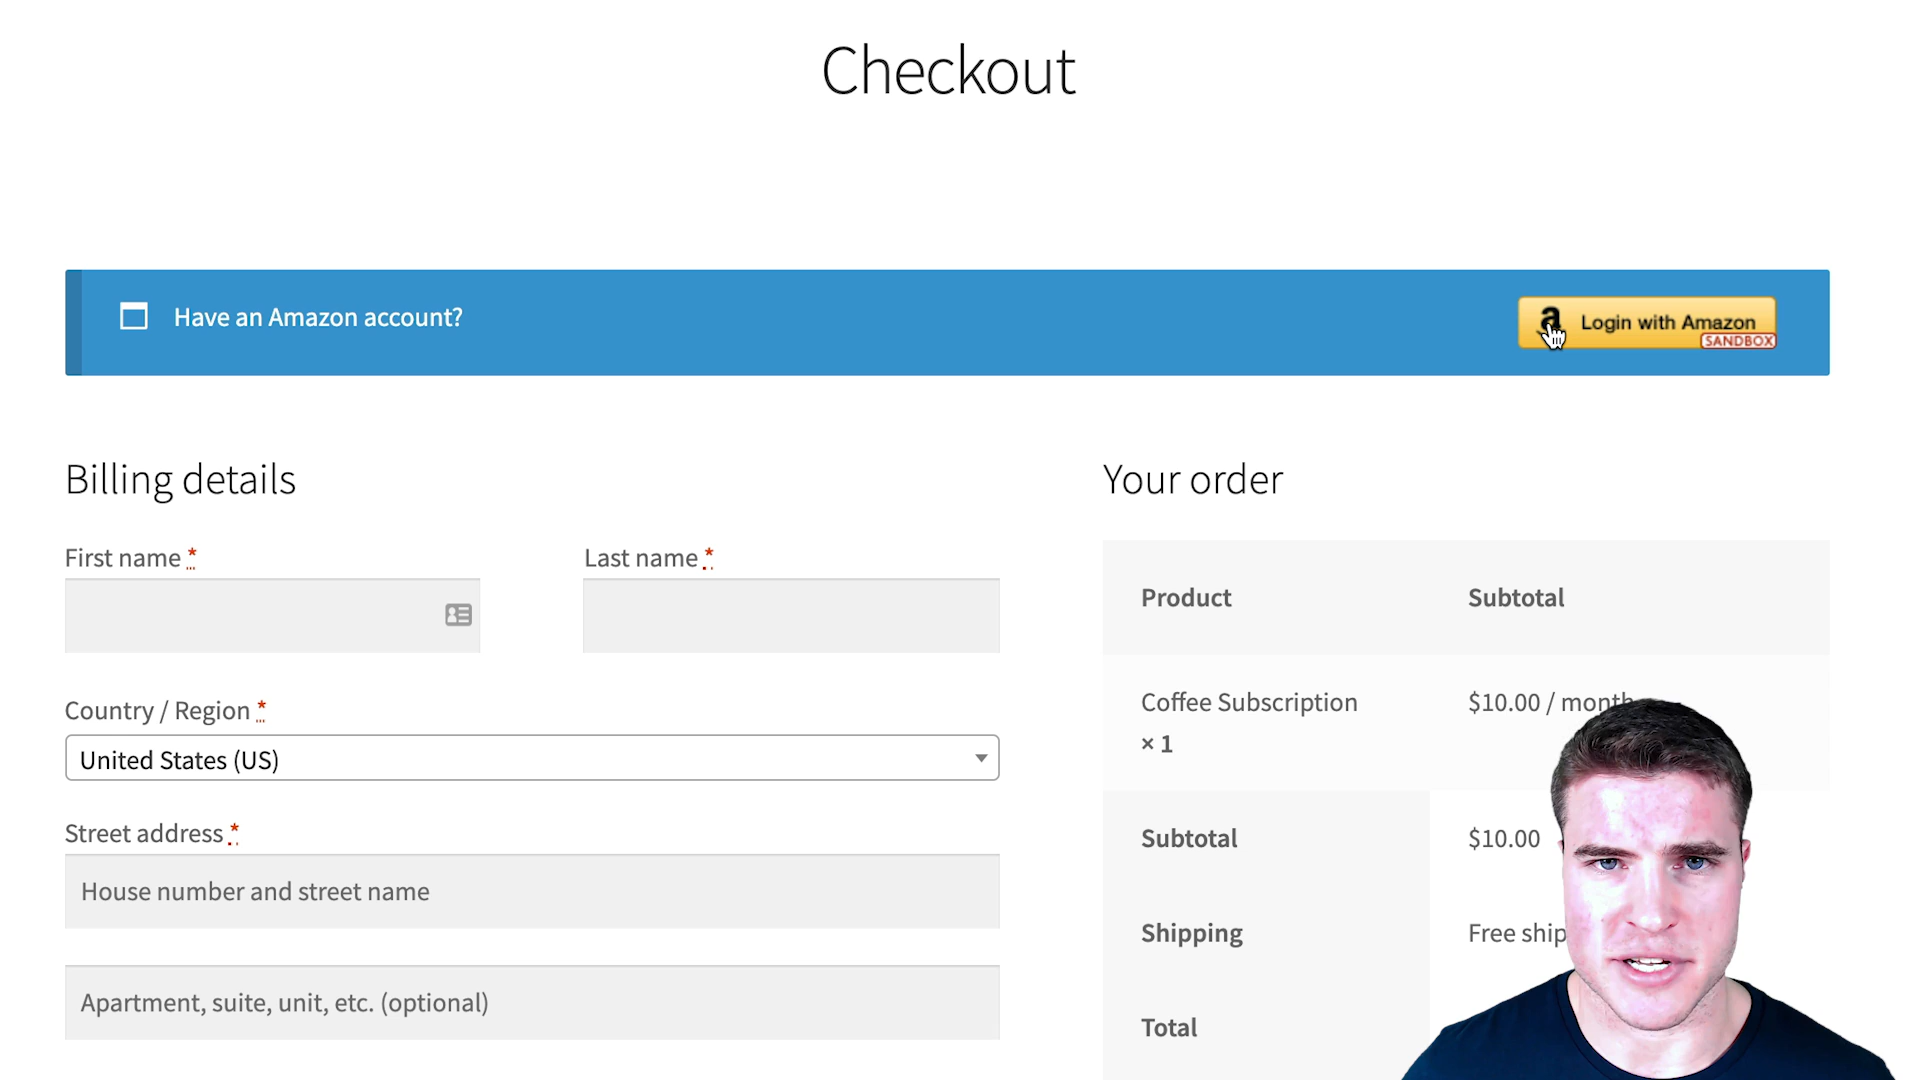 Checkout
Have an Amazon account?
a Login with Amazon
SANDBOX
Billing details
First name *
Last name *
Country / Region *
United States (US)
Street address *
House number and street name
Apartment, suite, unit, etc. (optional)
Your order
Product Subtotal
Coffee Subscription $10.00 / month
× 1
Subtotal $10.00
Shipping Free ship
Total